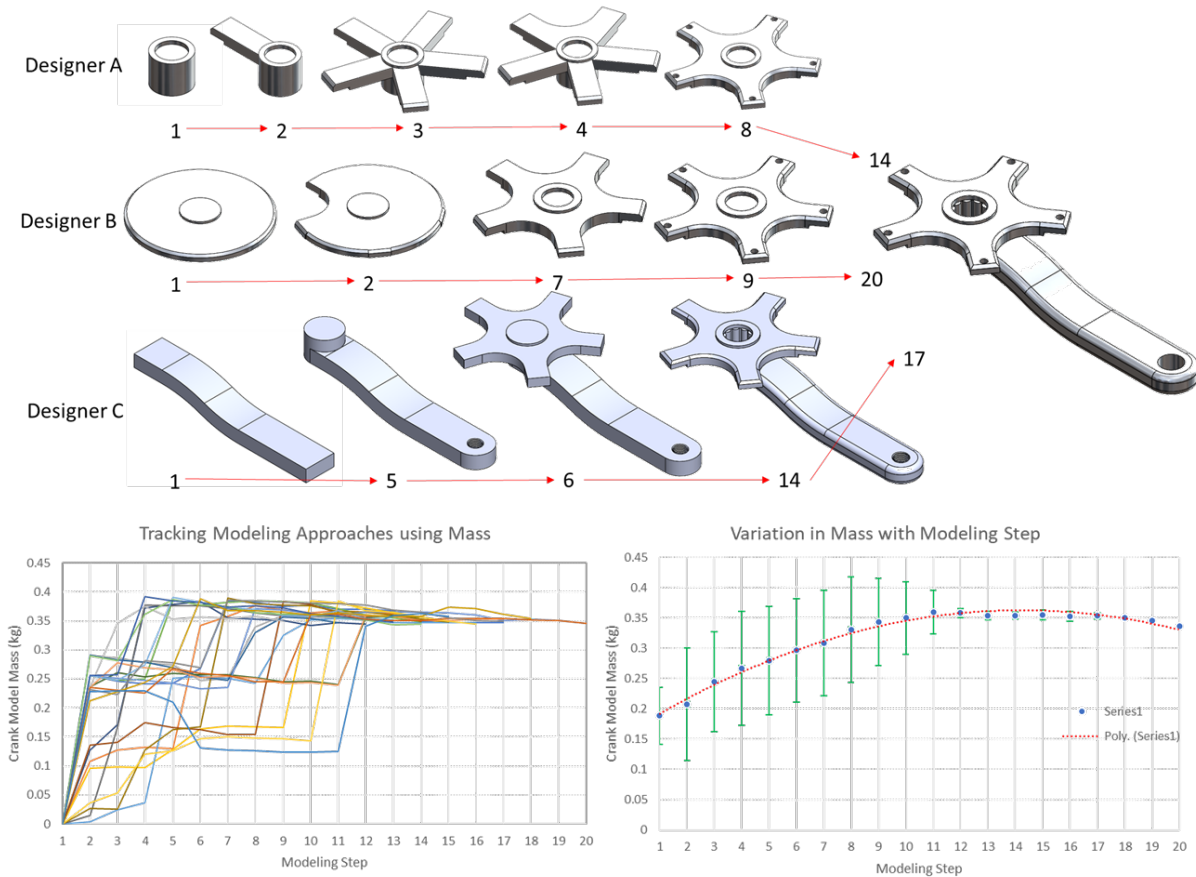 Designer A
1 2 3 4 8
14
Designer B
1 2 7 9 20
Designer C
17
1 5 6 14
Tracking Modeling Approaches using Mass
0.45
0.4
0.35
0.3
0.25
0.2
0.15
0.1
0.05
0
Crank Model Mass (kg)
1 2 3 4 5 6 7 8 9 10 11 12 13 14 15 16 17 18 19 20
Modeling Step
Variation in Mass with Modeling Step
0.45
0.4
0.35
0.3
0.25
0.2
0.15
0.1
0.05
0
Crank Model Mass (kg)
Series1
Poly. (Series1)
1 2 3 4 5 6 7 8 9 10 11 12 13 14 15 16 17 18 19 20
Modeling Step